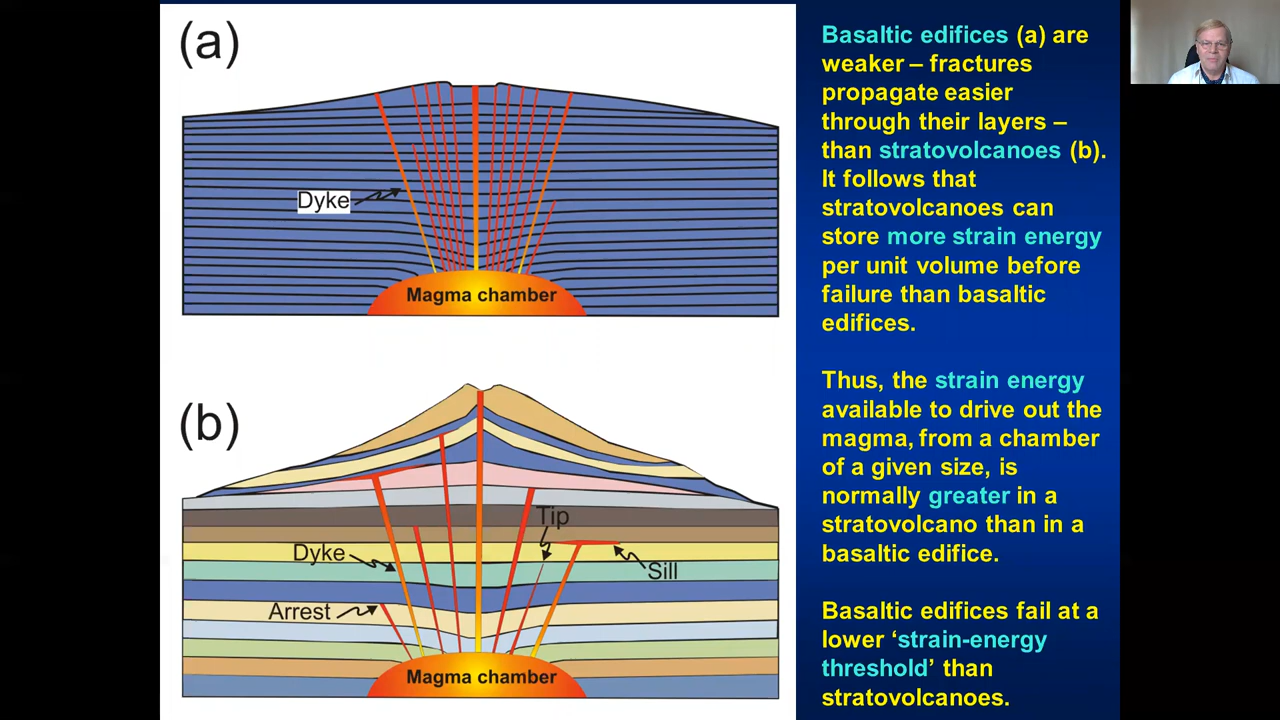 (a)
Dyke
Magma chamber
(b)
Tip
Dyke
Sill
Arrest
Magma chamber
Basaltic edifices (a) are
weaker – fractures
propagate easier
through their layers –
than stratovolcanoes (b).
It follows that
stratovolcanoes can
store more strain energy
per unit volume before
failure than basaltic
edifices.
Thus, the strain energy
available to drive out the
magma, from a chamber
of a given size, is
normally greater in a
stratovolcano than in a
basaltic edifice.
Basaltic edifices fail at a
lower ‘strain-energy
threshold’ than
stratovolcanoes.